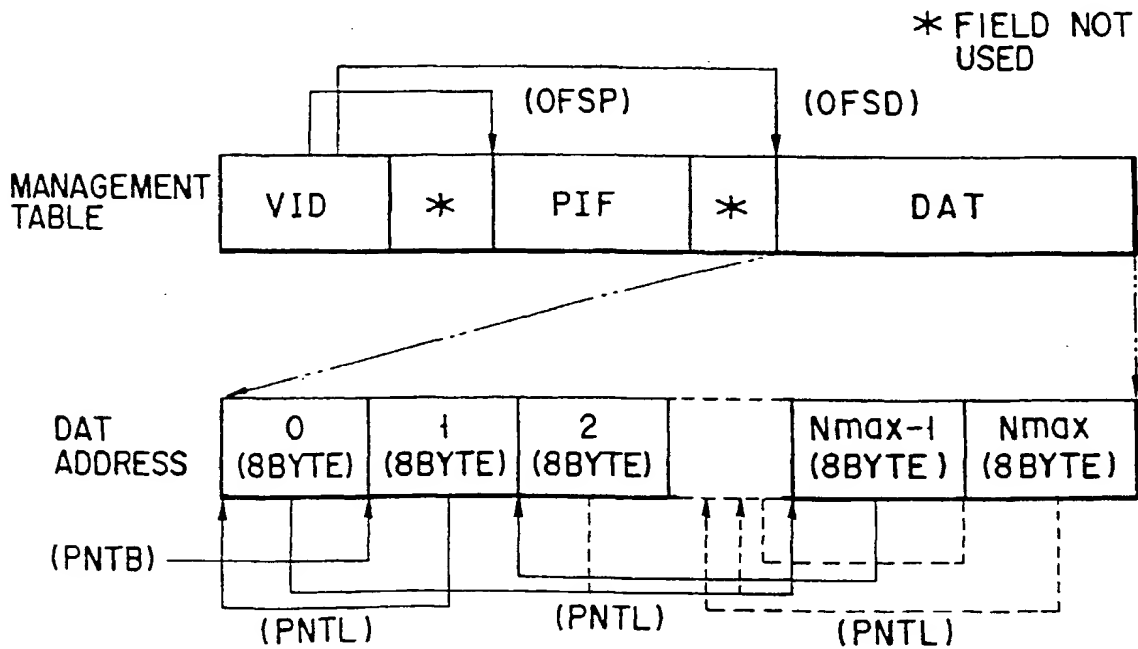 * FIELD NOT
USED
(OFSP)
(OFSD)
MANAGEMENT
TABLE
VID
*
PIF
*
DAT
DAT
ADDRESS
0
(8BYTE)
1
(8BYTE)
2
(8BYTE)
Nmax-1
(8BYTE)
Nmax
(8BYTE)
(PNTB)
(PNTL)
(PNTL)
(PNTL)